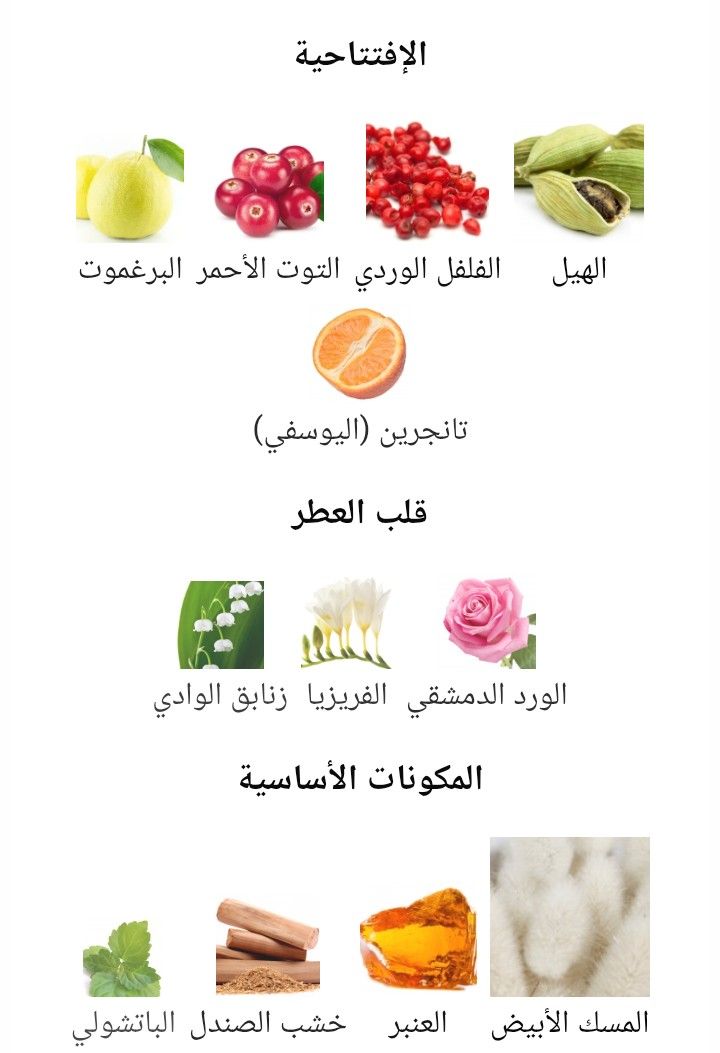 الإفتتاحية
الهيل الفلفل الوردي التوت الأحمر البرغموت
تانجرين (اليوسفي)
قلب العطر
الورد الدمشقي الفريزيا زنابق الوادي
المكونات الأساسية
المسك الأبيض العنبر خشب الصندل الباتشولي